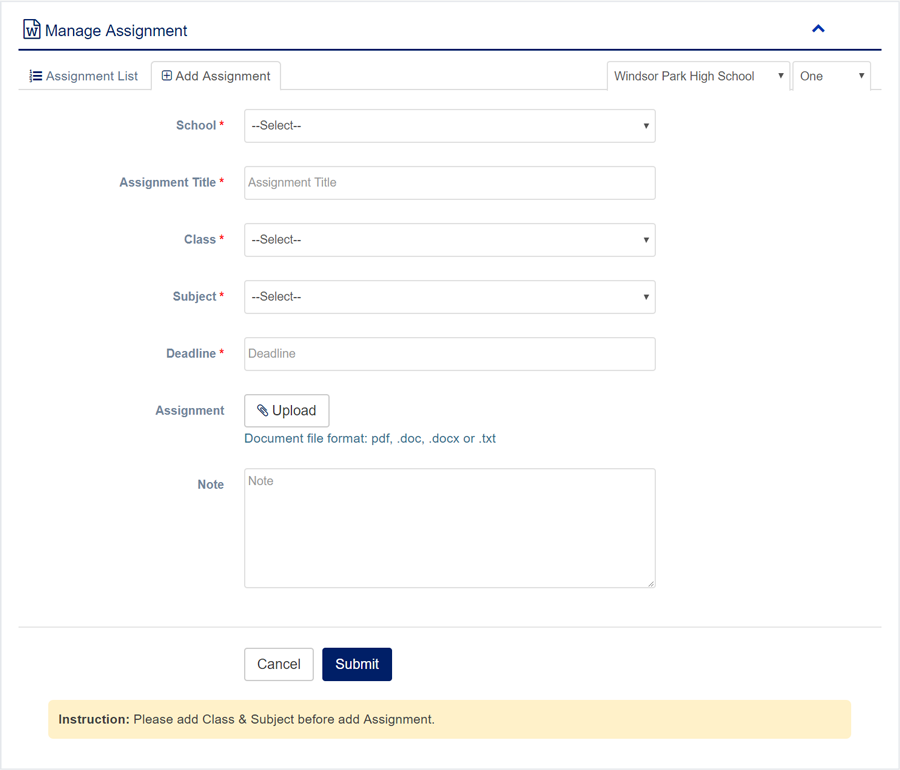 Manage Assignment
Assignment List
Add Assignment
Windsor Park High School
One
School *
--Select--
Assignment Title *
Assignment Title
Class *
--Select--
Subject *
--Select--
Deadline *
Deadline
Assignment
Upload
Document file format: pdf, .doc, .docx or .txt
Note
Note
Cancel
Submit
Instruction: Please add Class & Subject before add Assignment.